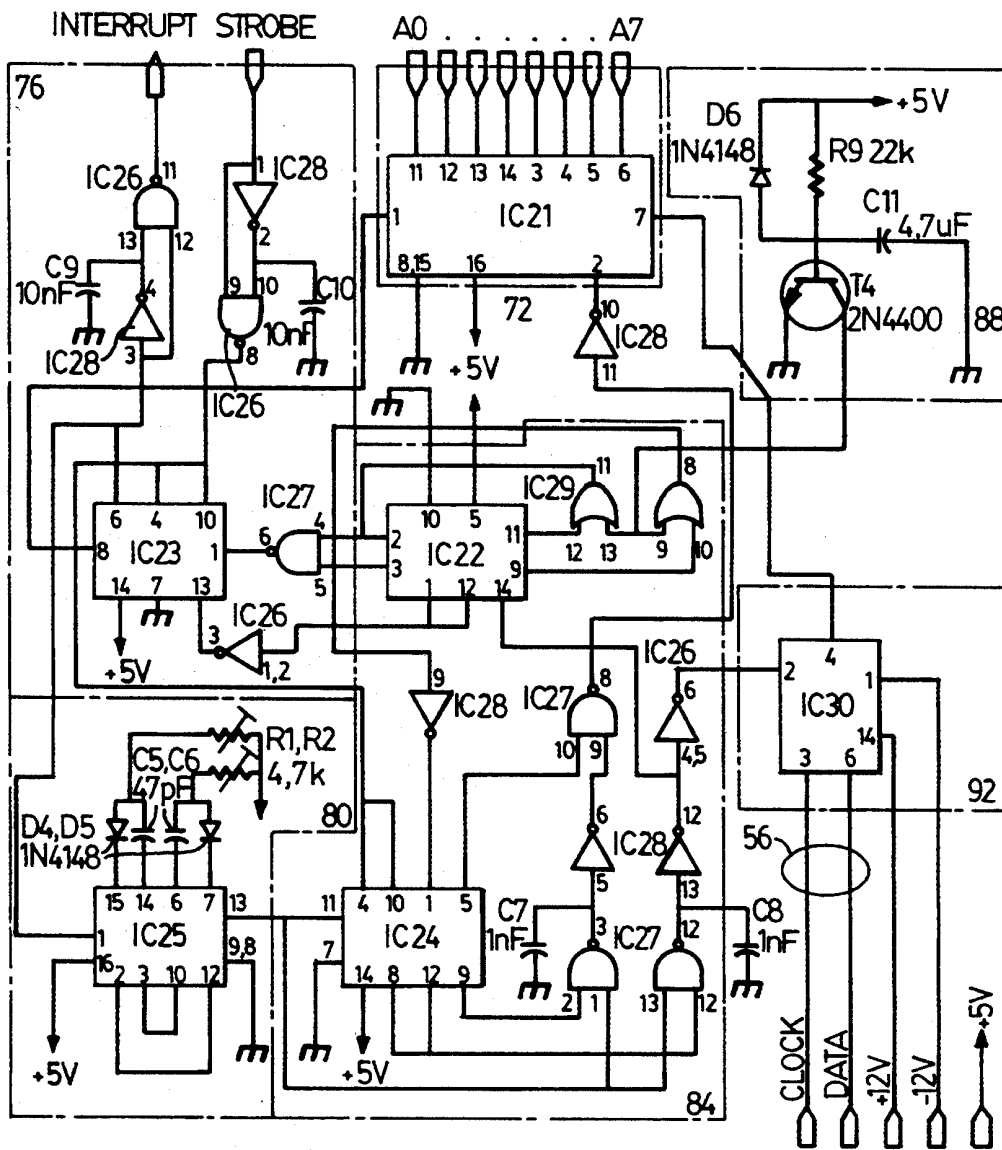 INTERRUPT STROBE
A0 . . . . . . A7
76
+5V
D6
1N4148
R9 22k
C11
4,7uF
T4
2N4400
88
11
IC26
13 12
1
IC28
2
9 10
C9
10nF
4
IC28
3
C10
10nF
8
IC26
11 12 13 14 3 4 5 6
1 IC21 7
8,15 16 2
72
+5V
10
IC28
11
6 4 10
8 IC23 1
14 7 13
+5V
IC27
6 4
5
IC26
3
1,2
10 5
2 IC22 11
3 9
1 12 14
IC29
11
12 13
8
9 10
9
IC28
IC27
8
10 9
IC26
6
4,5
2 4 1
IC30
3 6 14
92
R1,R2
4,7k
C5,C6
47pF
D4,D5
1N4148
80
15 14 6 7 13
1 IC25 9,8
16
2 3 10 12
+5V
11 4 10 1 5
7 IC24
14 8 12 9
+5V
6
5
IC28
12
13
C7
1nF
3
IC27
2 1
12
13 12
C8
1nF
84
56
CLOCK
DATA
+12V
-12V
+5V